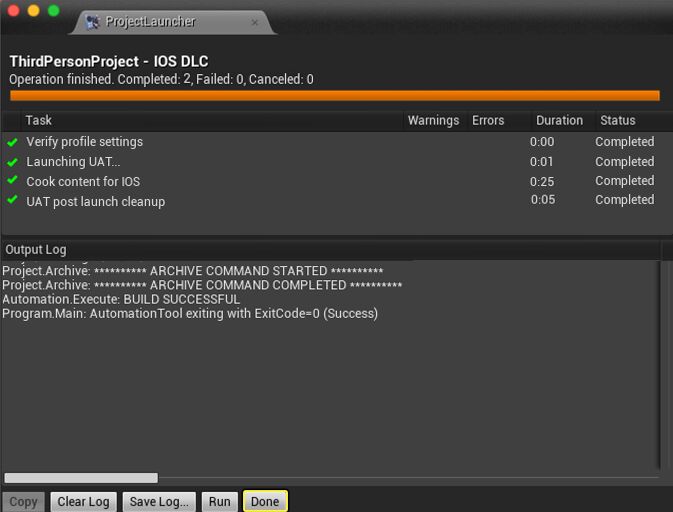 ProjectLauncher
ThirdPersonProject - IOS DLC
Operation finished. Completed: 2, Failed: 0, Canceled: 0
Task Warnings Errors Duration Status
Verify profile settings 0:00 Completed
Launching UAT... 0:01 Completed
Cook content for IOS 0:25 Completed
UAT post launch cleanup 0:05 Completed
Output Log
Project.Archive: ********** ARCHIVE COMMAND STARTED **********
Project.Archive: ********** ARCHIVE COMMAND COMPLETED **********
Automation.Execute: BUILD SUCCESSFUL
Program.Main: AutomationTool exiting with ExitCode=0 (Success)
Copy Clear Log Save Log... Run Done